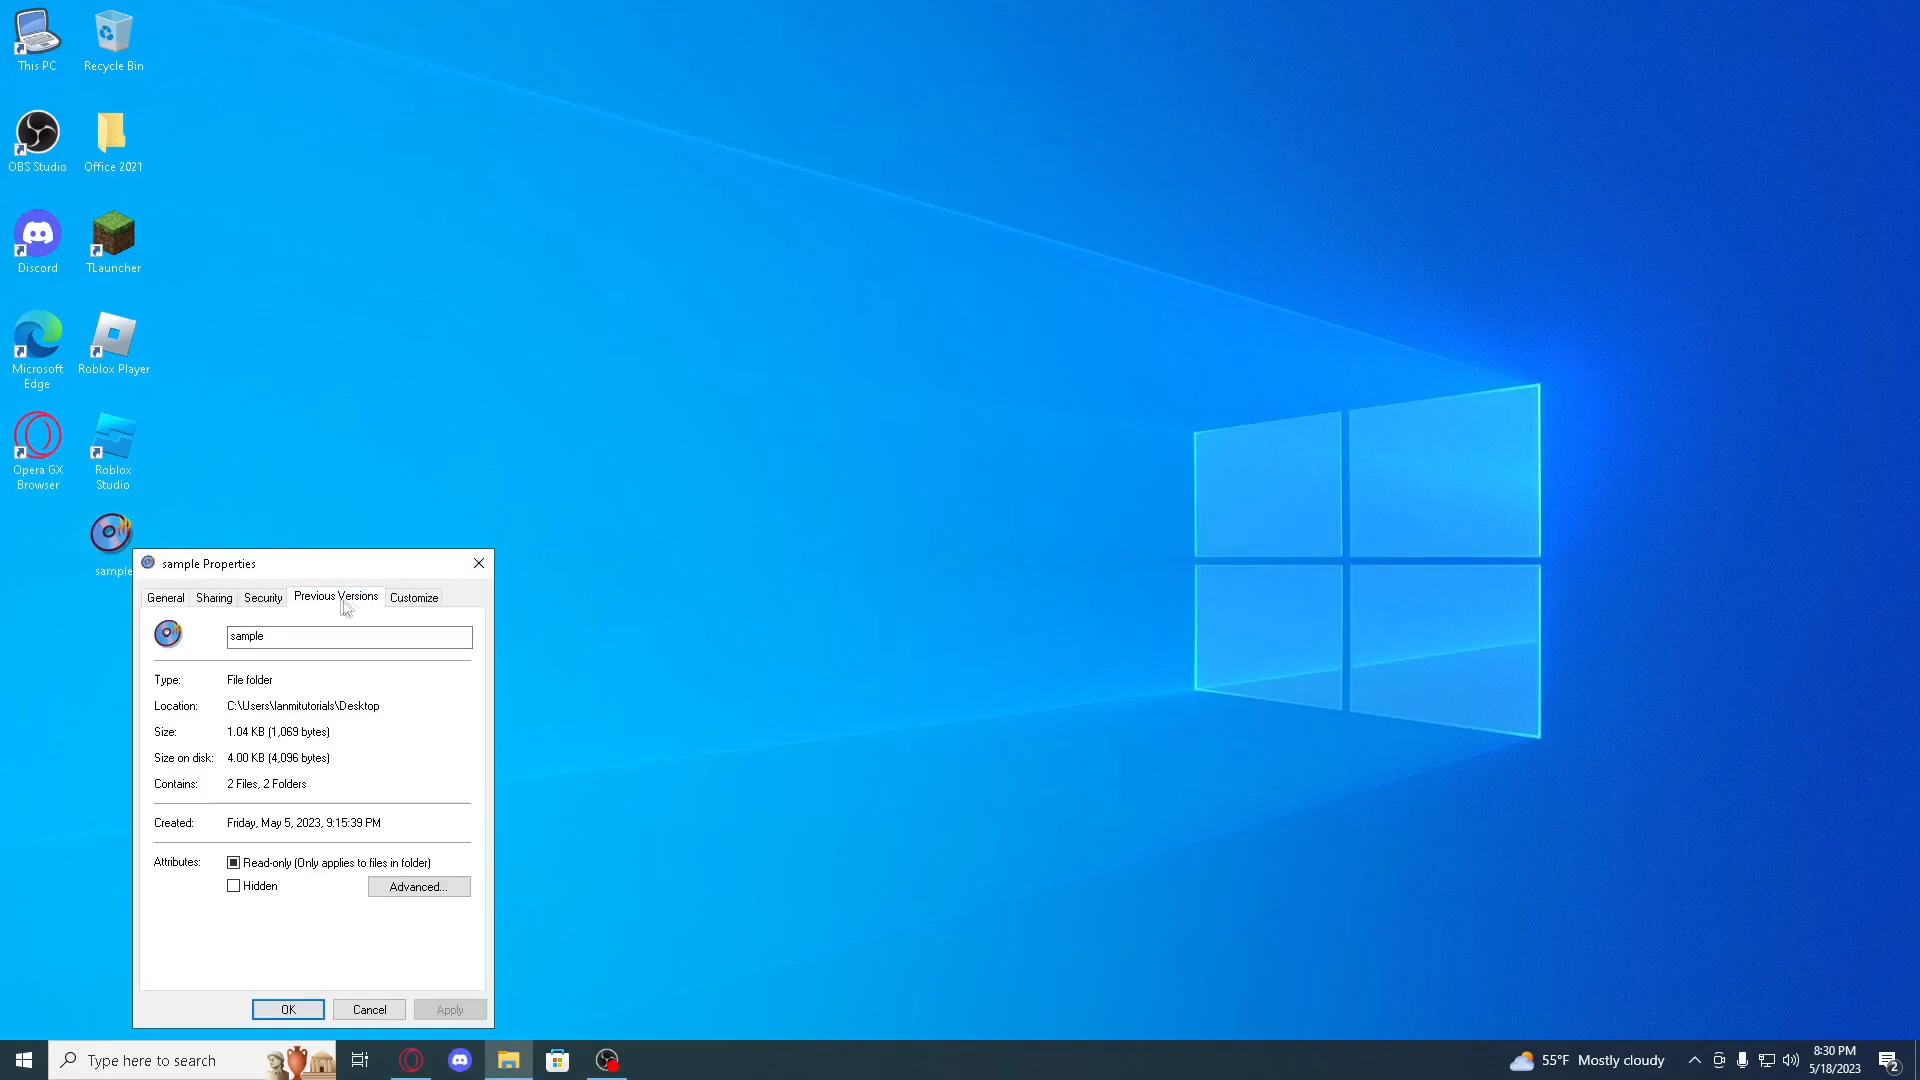 This PC
Recycle Bin
OBS Studio
Office 2021
Discord
TLauncher
Microsoft
Edge
Roblox Player
Opera GX
Browser
Roblox
Studio
sample
sample Properties
General
Sharing
Security
Previous Versions
Customize
sample
Type:
File folder
Location:
C:\Users\Ianmitutorials\Desktop
Size:
1.04 KB (1,069 bytes)
Size on disk:
4.00 KB (4,096 bytes)
Contains:
2 Files, 2 Folders
Created:
Friday, May 5, 2023, 9:15:39 PM
Attributes:
Read-only (Only applies to files in folder)
Hidden
Advanced...
OK
Cancel
Apply
Type here to search
55°F Mostly cloudy
8:30 PM
5/18/2023
2